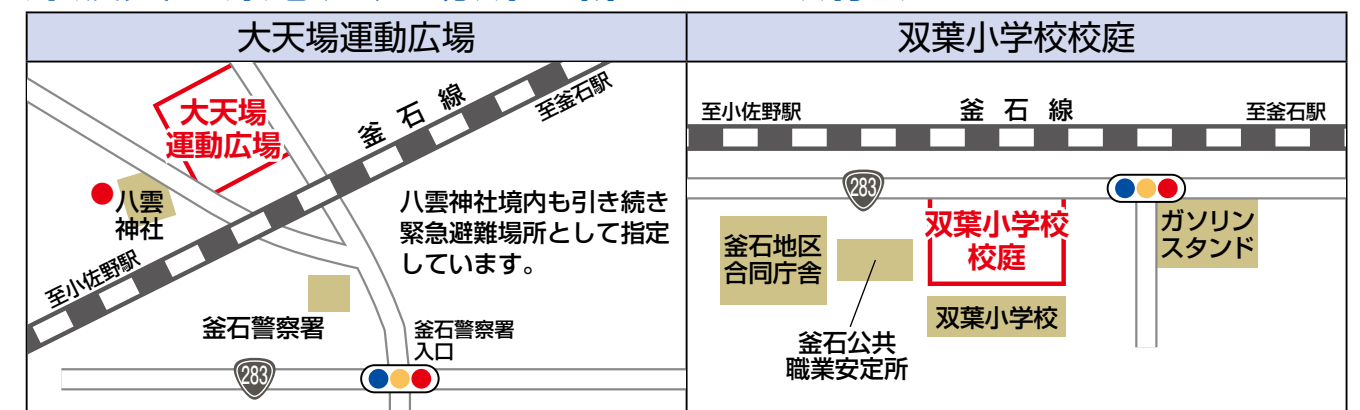 大天場運動広場
大天場
運動広場
釜石線
至釜石駅
八雲
神社
八雲神社境内も引き続き
緊急避難場所として指定
しています。
至小佐野駅
釜石警察署
釜石警察署
入口
283
双葉小学校校庭
至小佐野駅
釜石線
至釜石駅
283
釜石地区
合同庁舎
双葉小学校
校庭
ガソリン
スタンド
双葉小学校
釜石公共
職業安定所